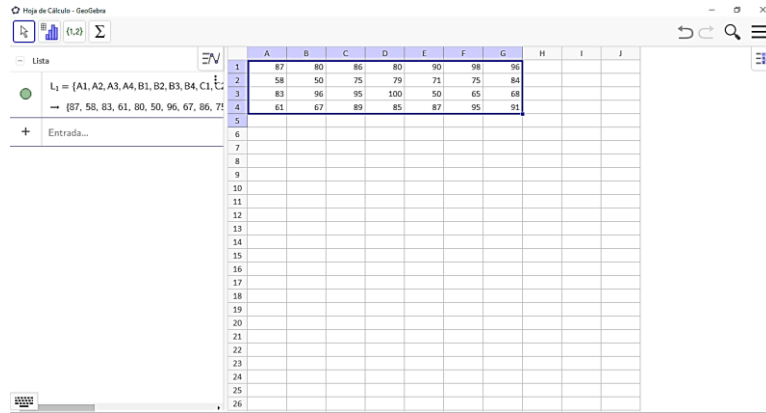 Hoja de Cálculo - GeoGebra
{1,2} Σ
Lista
L₁ = {A1, A2, A3, A4, B1, B2, B3, B4, C1, C2
→ {87, 58, 83, 61, 80, 50, 96, 67, 86, 75
+ Entrada...
A B C D E F G H I J
1 87 80 86 80 90 98 96
2 58 50 75 79 71 75 84
3 83 96 95 100 50 65 68
4 61 67 89 85 87 95 91
5
6
7
8
9
10
11
12
13
14
15
16
17
18
19
20
21
22
23
24
25
26